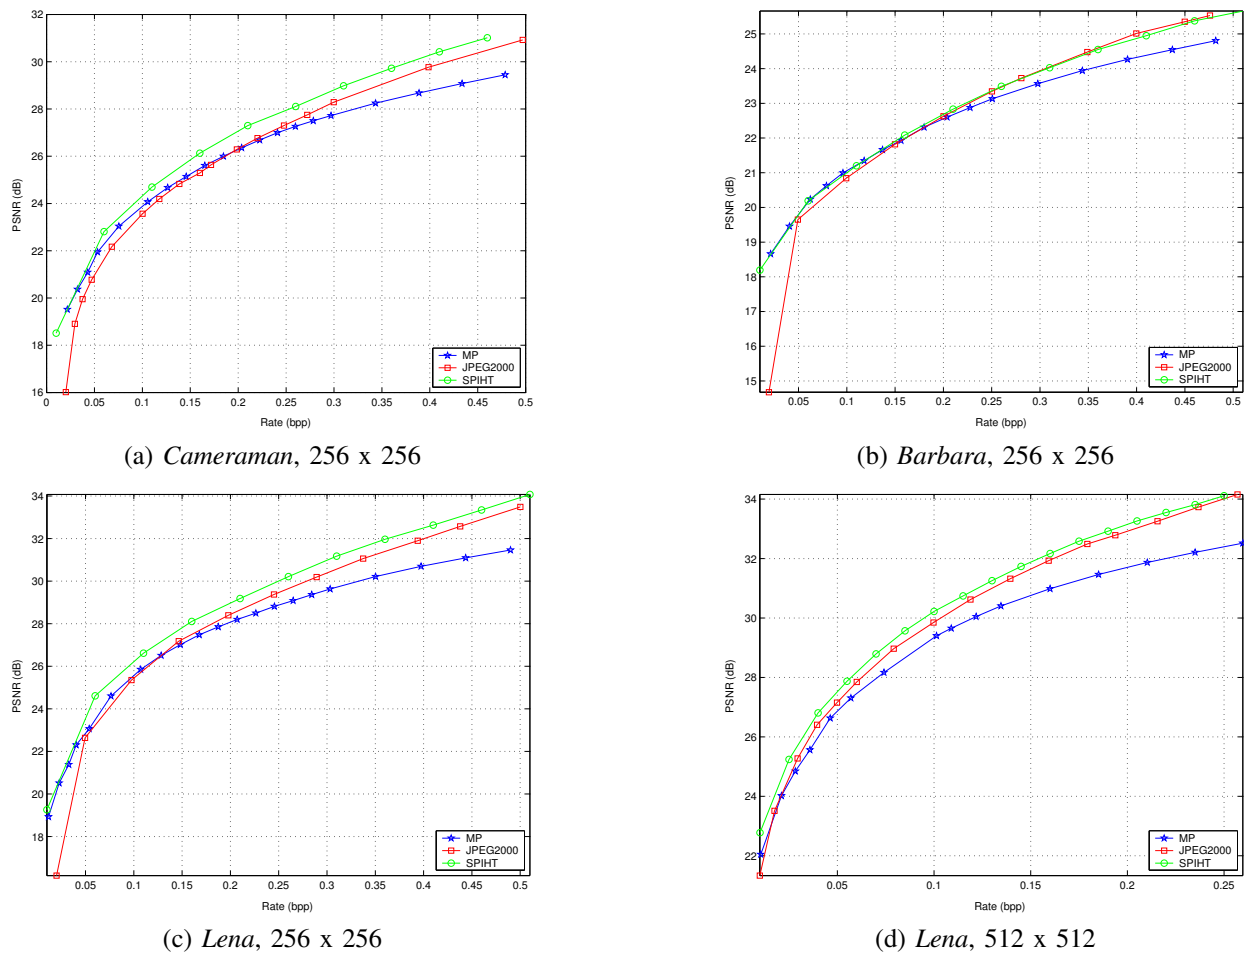 32
30
28
26
24
22
20
18
16
PSNR (dB)
0 0.05 0.1 0.15 0.2 0.25 0.3 0.35 0.4 0.45 0.5
Rate (bpp)
MP
JPEG2000
SPIHT
(a) Cameraman, 256 x 256
25
24
23
22
21
20
19
18
17
16
15
PSNR (dB)
0.05 0.1 0.15 0.2 0.25 0.3 0.35 0.4 0.45 0.5
Rate (bpp)
MP
JPEG2000
SPIHT
(b) Barbara, 256 x 256
34
32
30
28
26
24
22
19
18
PSNR (dB)
0.05 0.1 0.15 0.2 0.25 0.3 0.35 0.4 0.45 0.5
Rate (bpp)
MP
JPEG2000
SPIHT
(c) Lena, 256 x 256
34
32
30
28
26
24
22
PSNR (dB)
0.05 0.1 0.15 0.2 0.25
Rate (bpp)
MP
JPEG2000
SPIHT
(d) Lena, 512 x 512